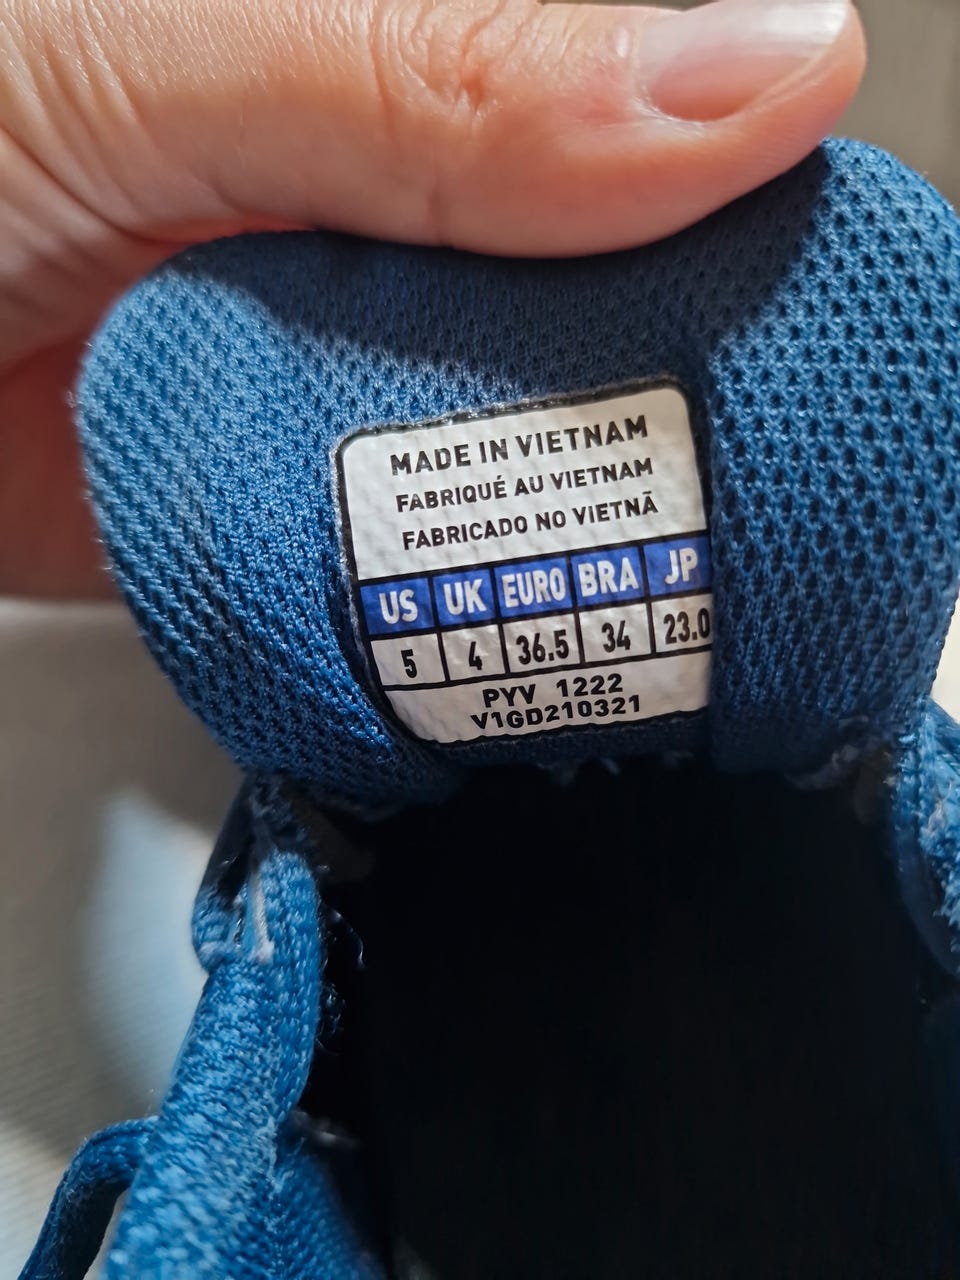 MADE IN VIETNAM
FABRIQUÉ AU VIETNAM
FABRICADO NO VIETNÃ
US UK EURO BRA JP
5 4 36.5 34 23.0
PYV 1222
V1GD210321